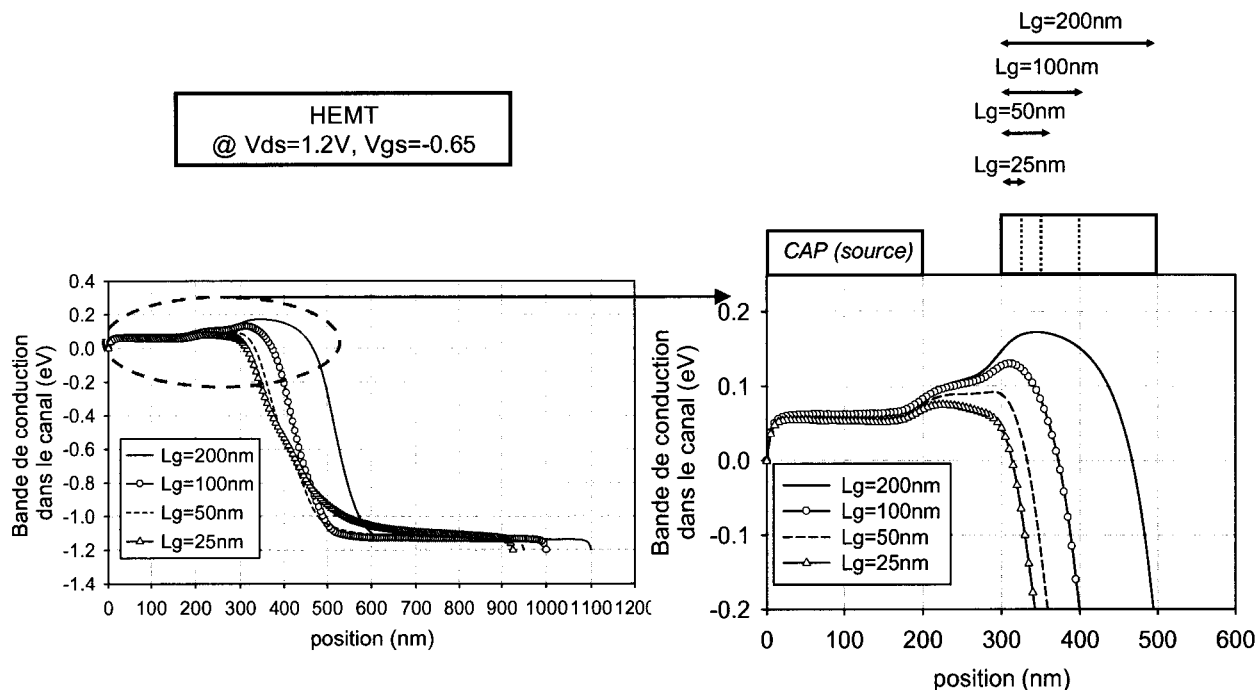 Lg=200nm
Lg=100nm
Lg=50nm
Lg=25nm
HEMT
@ Vds=1.2V, Vgs=-0.65
CAP (source)
Bande de conduction
dans le canal (eV)
0.4
0.2
0.0
-0.2
-0.4
-0.6
-0.8
-1.0
-1.2
-1.4
Lg=200nm
Lg=100nm
Lg=50nm
Lg=25nm
0 100 200 300 400 500 600 700 800 900 1000 1100 120
position (nm)
Bande de conduction
dans le canal (eV)
0.2
0.1
0.0
-0.1
-0.2
Lg=200nm
Lg=100nm
Lg=50nm
Lg=25nm
0 100 200 300 400 500 600
position (nm)